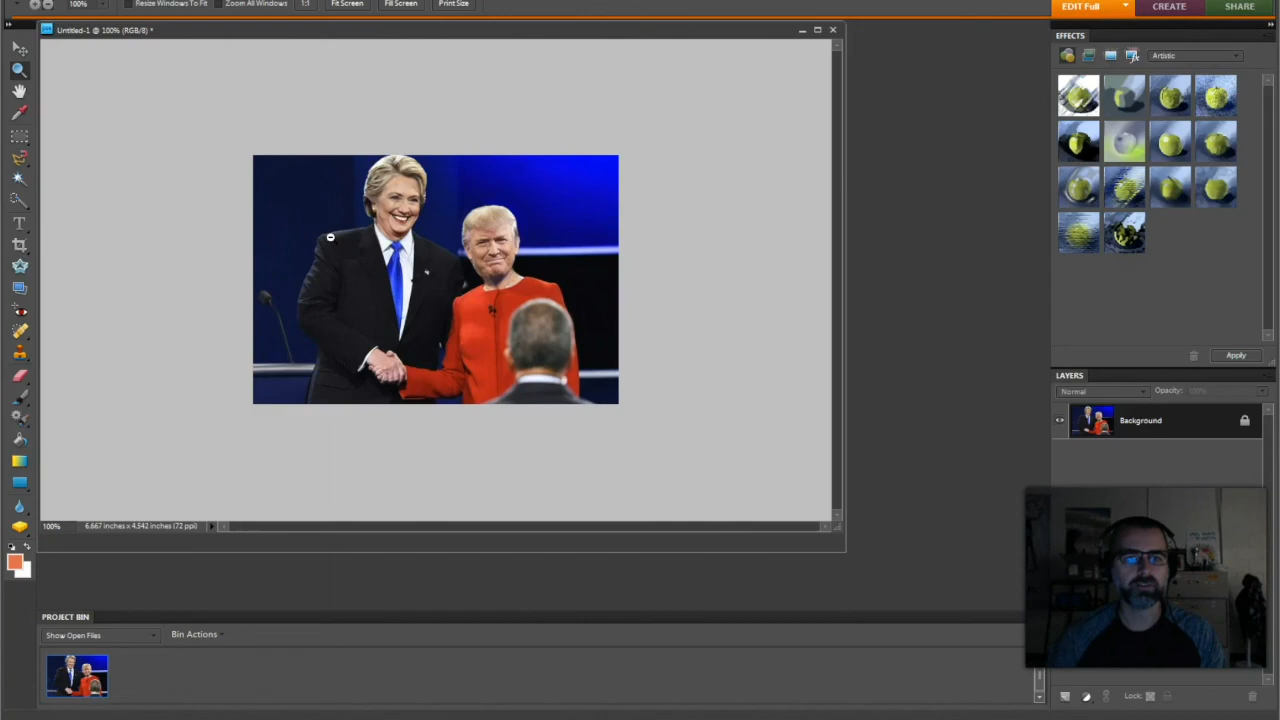 100%
Resize Windows To Fit
Zoom All Windows
1:1
Fit Screen
Fill Screen
Print Size
EDIT Full
CREATE
SHARE
Untitled-1 @ 100% (RGB/8) *
EFFECTS
Artistic
Apply
LAYERS
Normal
Opacity: 100%
Background
100%
6.667 inches x 4.542 inches (72 ppi)
PROJECT BIN
Show Open Files
Bin Actions
Lock: